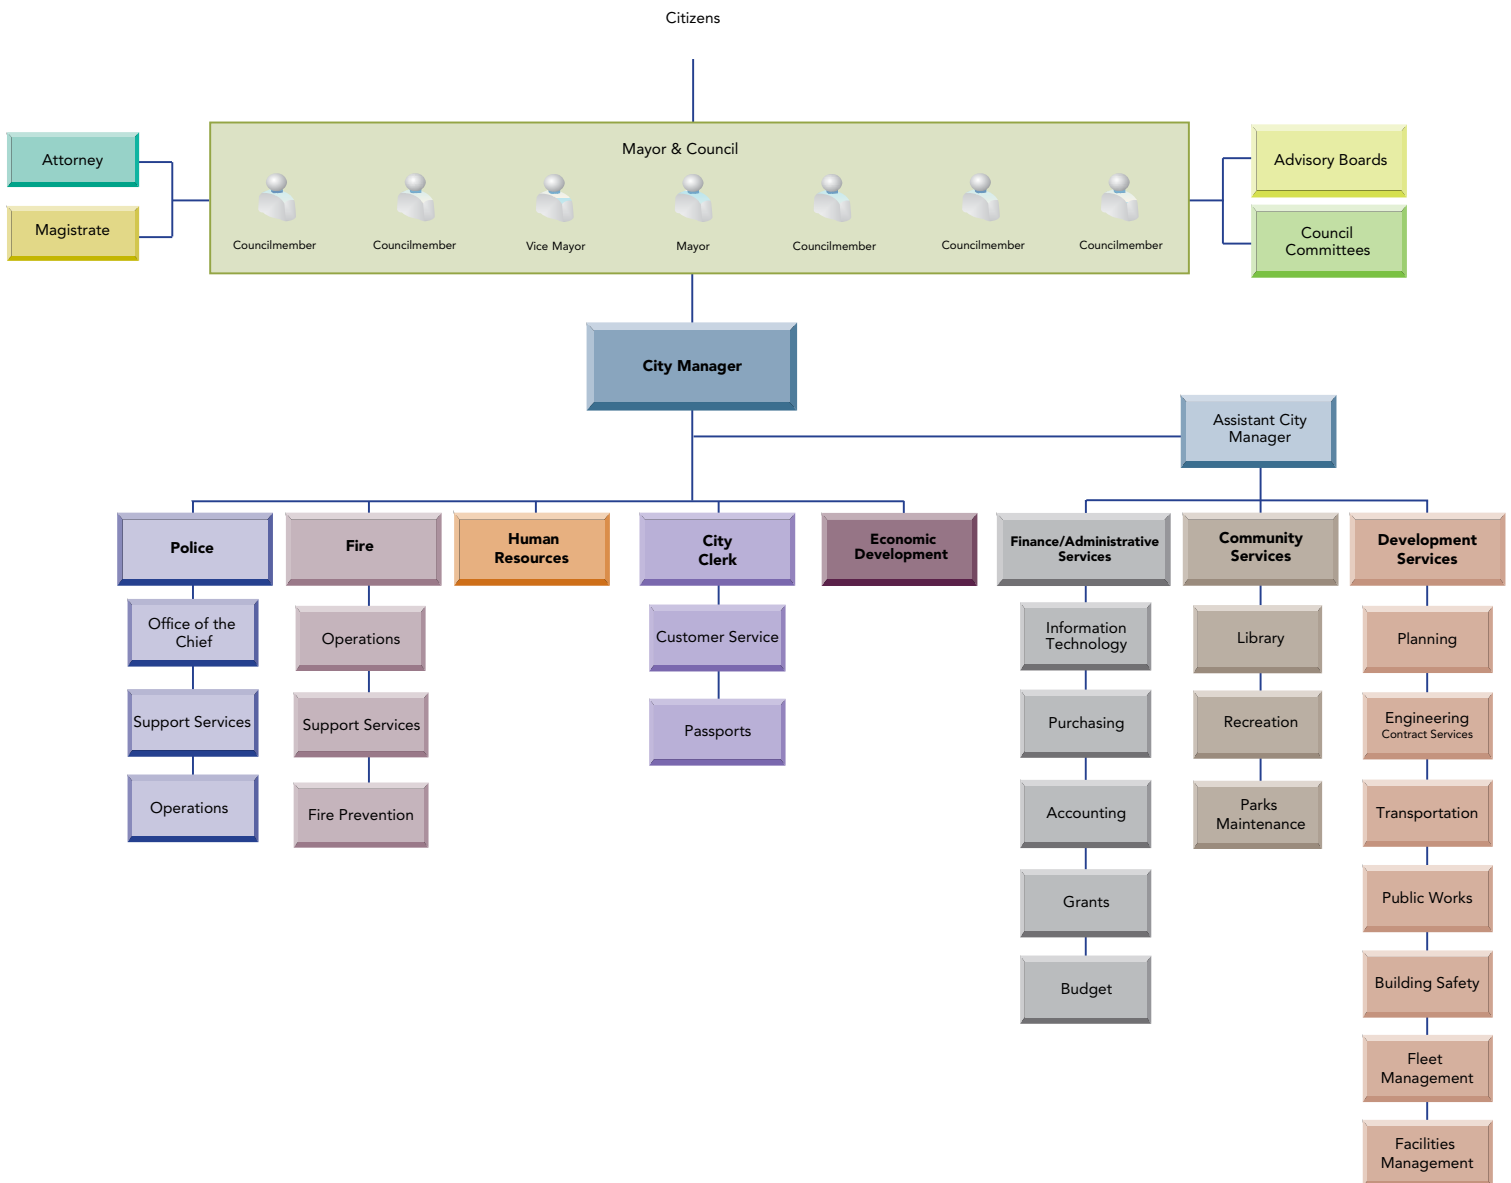 Citizens
Attorney
Magistrate
Mayor & Council
Councilmember
Councilmember
Vice Mayor
Mayor
Councilmember
Councilmember
Councilmember
Advisory Boards
Council
Committees
City Manager
Assistant City
Manager
Police
Office of the
Chief
Support Services
Operations
Fire
Operations
Support Services
Fire Prevention
Human
Resources
City
Clerk
Customer Service
Passports
Economic
Development
Finance/Administrative
Services
Information
Technology
Purchasing
Accounting
Grants
Budget
Community
Services
Library
Recreation
Parks
Maintenance
Development
Services
Planning
Engineering
Contract Services
Transportation
Public Works
Building Safety
Fleet
Management
Facilities
Management